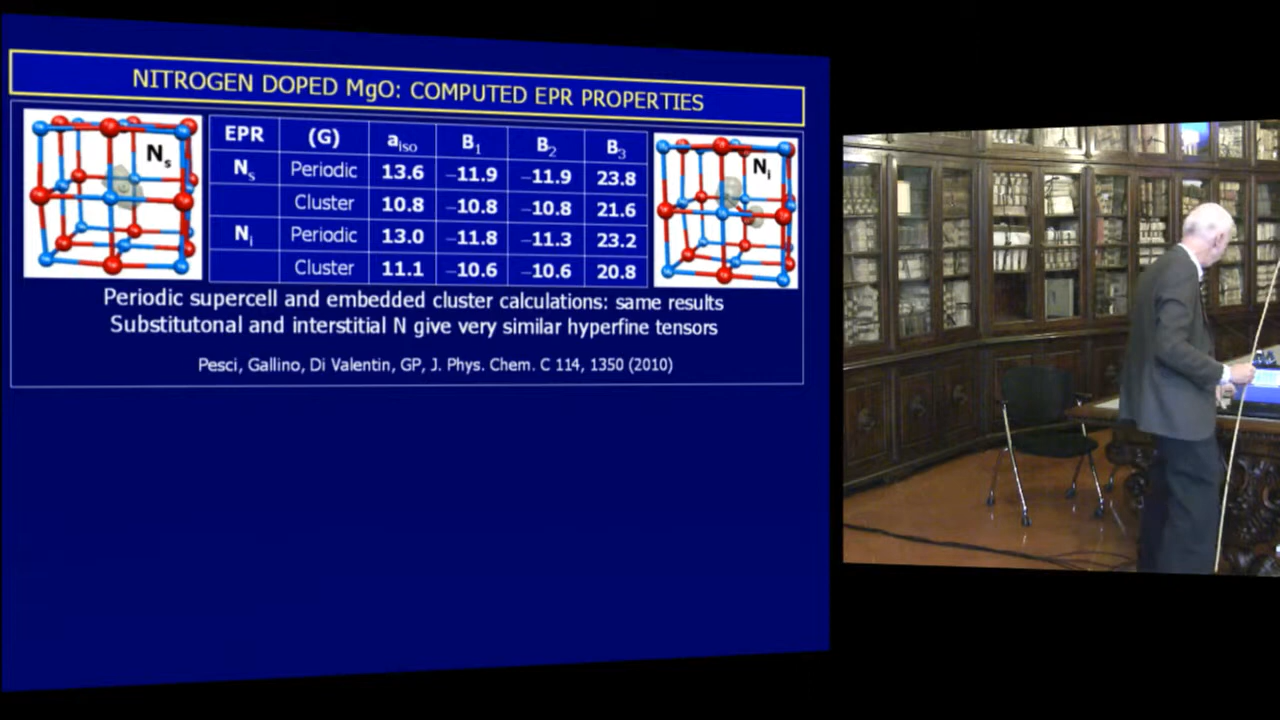 NITROGEN DOPED MgO: COMPUTED EPR PROPERTIES
Ns
EPR (G) aiso B1 B2 B3
Ns Periodic 13.6 –11.9 –11.9 23.8
Cluster 10.8 –10.8 –10.8 21.6
Ni Periodic 13.0 –11.8 –11.3 23.2
Cluster 11.1 –10.6 –10.6 20.8
Ni
Periodic supercell and embedded cluster calculations: same results
Substitutonal and interstitial N give very similar hyperfine tensors
Pesci, Gallino, Di Valentin, GP, J. Phys. Chem. C 114, 1350 (2010)